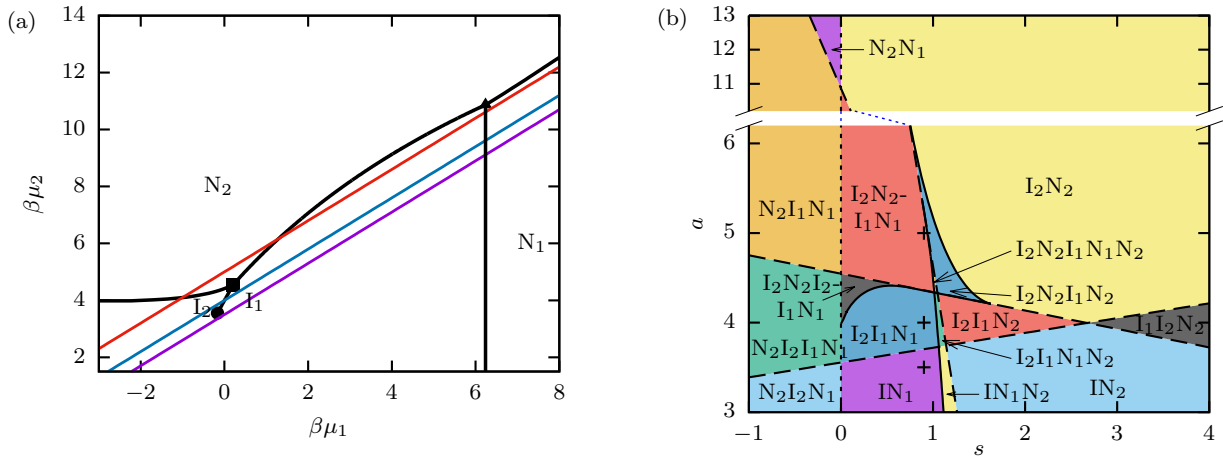 (a)
14
12
10
8
6
4
2
βμ₂
N₂
N₁
I₂
I₁
−2
0
2
4
6
8
βμ₁
(b)
13
12
11
6
5
4
3
a
N₂N₁
I₂N₂
I₂N₂-
I₁N₁
N₂I₁N₁
I₂N₂I₁N₁N₂
I₂N₂I₂-
I₁N₁
I₂N₂I₁N₂
I₂I₁N₂
I₁I₂N₂
I₂I₁N₁
N₂I₂I₁N₁
I₂I₁N₁N₂
N₂I₂N₁
IN₁
IN₁N₂
IN₂
−1
0
1
2
3
4
s